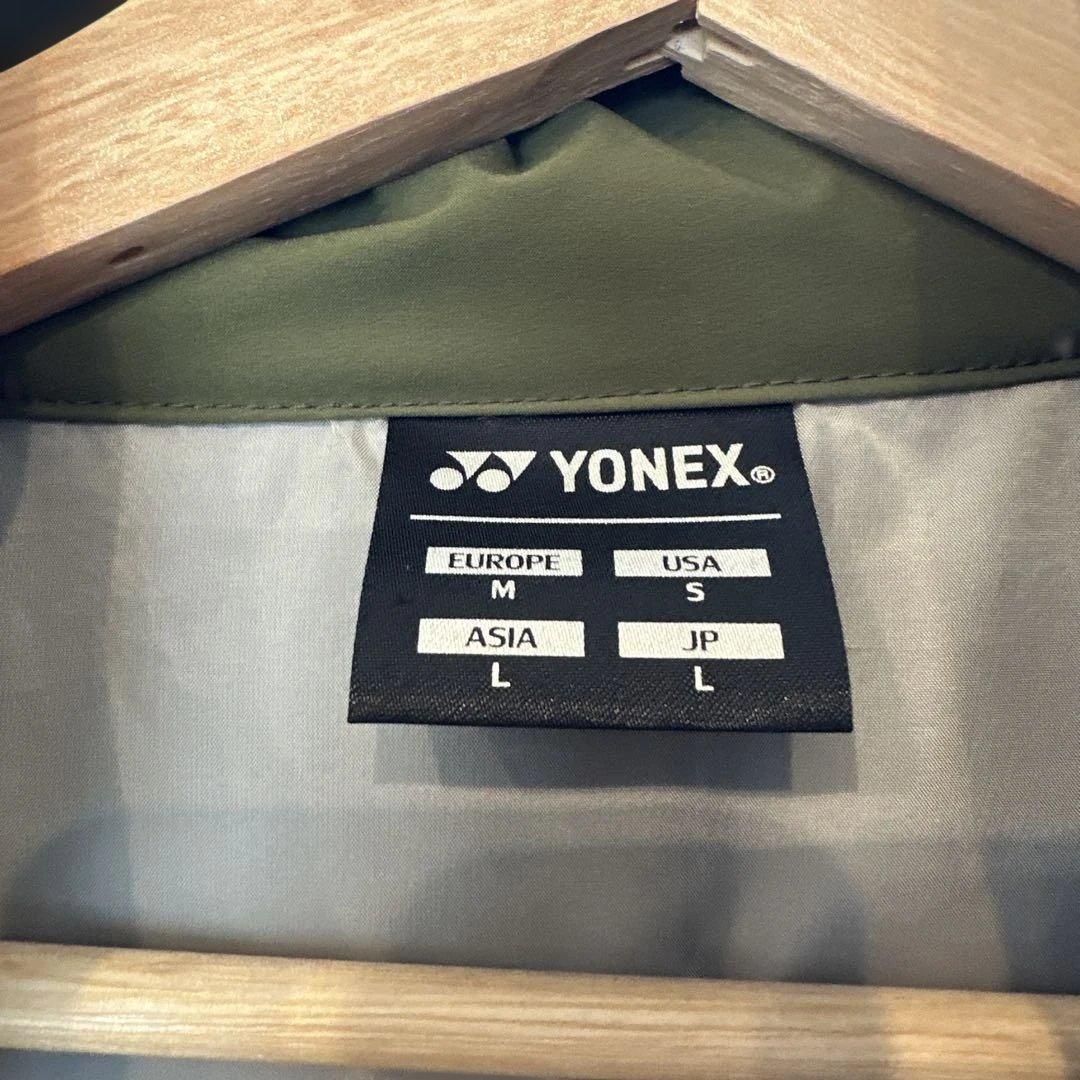 YONEX®
EUROPE USA
M S
ASIA JP
L L